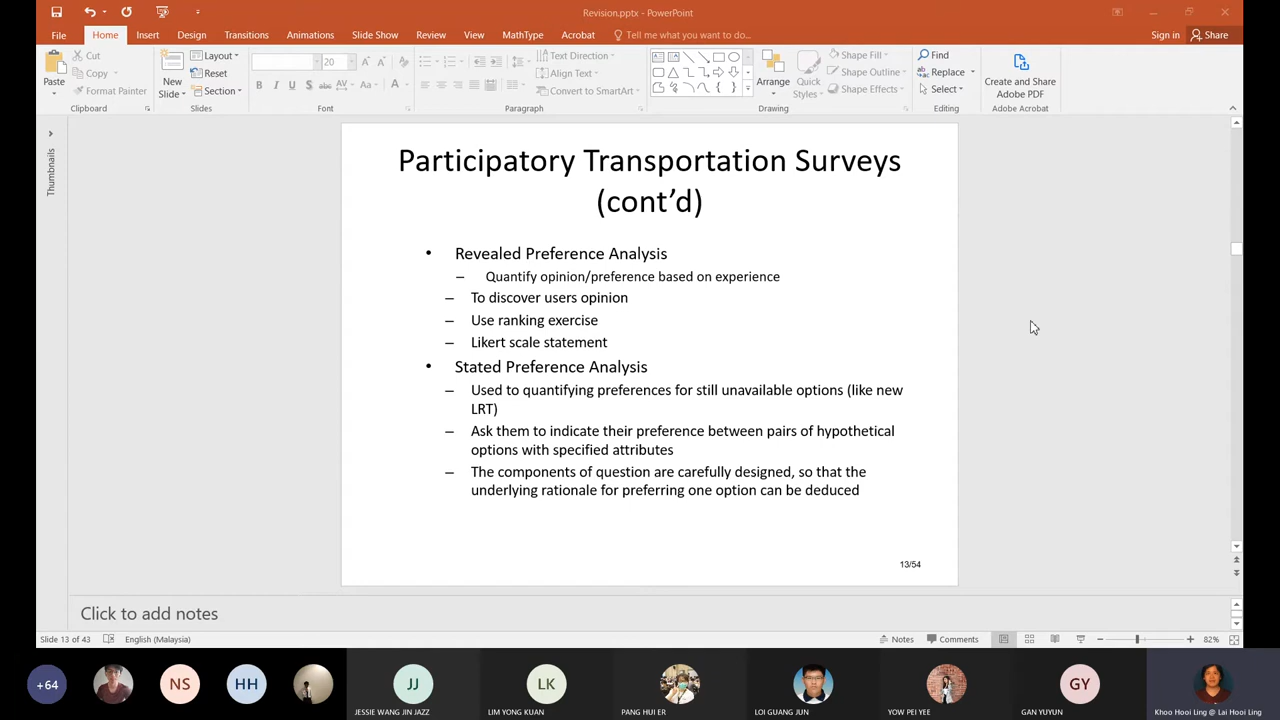 Revision.pptx - PowerPoint
File Home Insert Design Transitions Animations Slide Show Review View MathType Acrobat Tell me what you want to do... Sign in Share
Paste
Cut
Copy
Format Painter
Clipboard
New Slide
Layout
Reset
Section
Slides
20
B I U S abc AV Aa A
Font
Text Direction
Align Text
Convert to SmartArt
Paragraph
Arrange
Quick Styles
Shape Fill
Shape Outline
Shape Effects
Drawing
Find
Replace
Select
Editing
Create and Share
Adobe PDF
Adobe Acrobat
Thumbnails
Participatory Transportation Surveys
(cont’d)
• Revealed Preference Analysis
– Quantify opinion/preference based on experience
– To discover users opinion
– Use ranking exercise
– Likert scale statement
• Stated Preference Analysis
– Used to quantifying preferences for still unavailable options (like new
LRT)
– Ask them to indicate their preference between pairs of hypothetical
options with specified attributes
– The components of question are carefully designed, so that the
underlying rationale for preferring one option can be deduced
13/54
Click to add notes
Slide 13 of 43 English (Malaysia) Notes Comments 82%
+64 NS HH JJ LK GY
JESSIE WANG JIN JAZZ LIM YONG KUAN PANG HUI ER LOI GUANG JUN YOW PEI YEE GAN YUYUN Khoo Hooi Ling @ Lai Hooi Ling